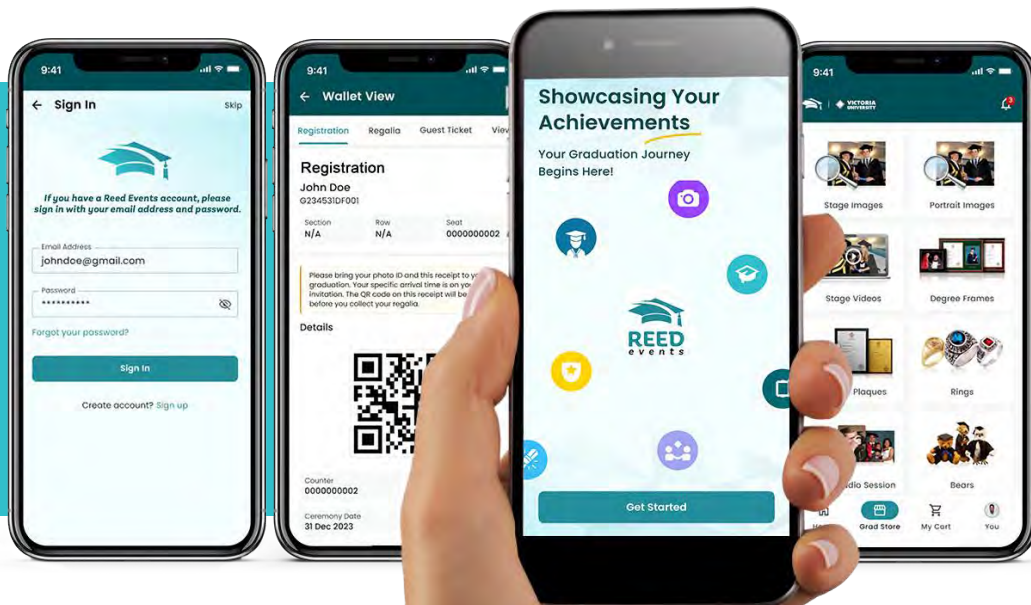 9:41
Sign In
Skip
If you have a Reed Events account, please
sign in with your email address and password.
Email Address
johndoe@gmail.com
Password
**********
Forgot your password?
Sign In
Create account? Sign up
9:41
Wallet View
Registration Regalia Guest Ticket
Registration
John Doe
G234531DF001
Section Row Seat
N/A N/A 0000000002
Please bring your photo ID and this receipt to
graduation. Your specific arrival time is on
invitation. The QR code on this receipt will be
before you collect your regalia.
Details
Counter
0000000002
Ceremony Date
31 Dec 2023
Showcasing Your
Achievements
Your Graduation Journey
Begins Here!
REED
events
Get Started
9:41
VICTORIA
UNIVERSITY
3
Stage Images Portrait Images
Stage Videos Degree Frames
Plaques Rings
Session Bears
Grad Store My Cart You